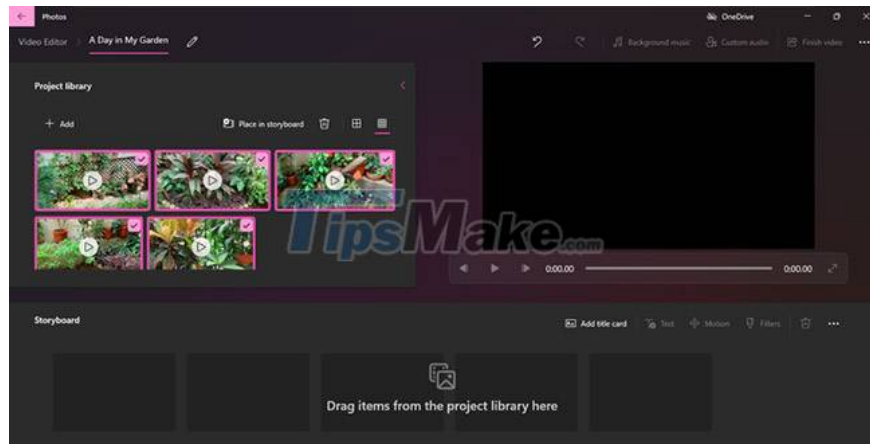 Photos
OneDrive
Video Editor
A Day in My Garden
Background music
Custom audio
Finish video
Project library
Add
Place in storyboard
TipsMake.com
0:00.00
0:00.00
Storyboard
Add title card
Text
Motion
Filters
Drag items from the project library here